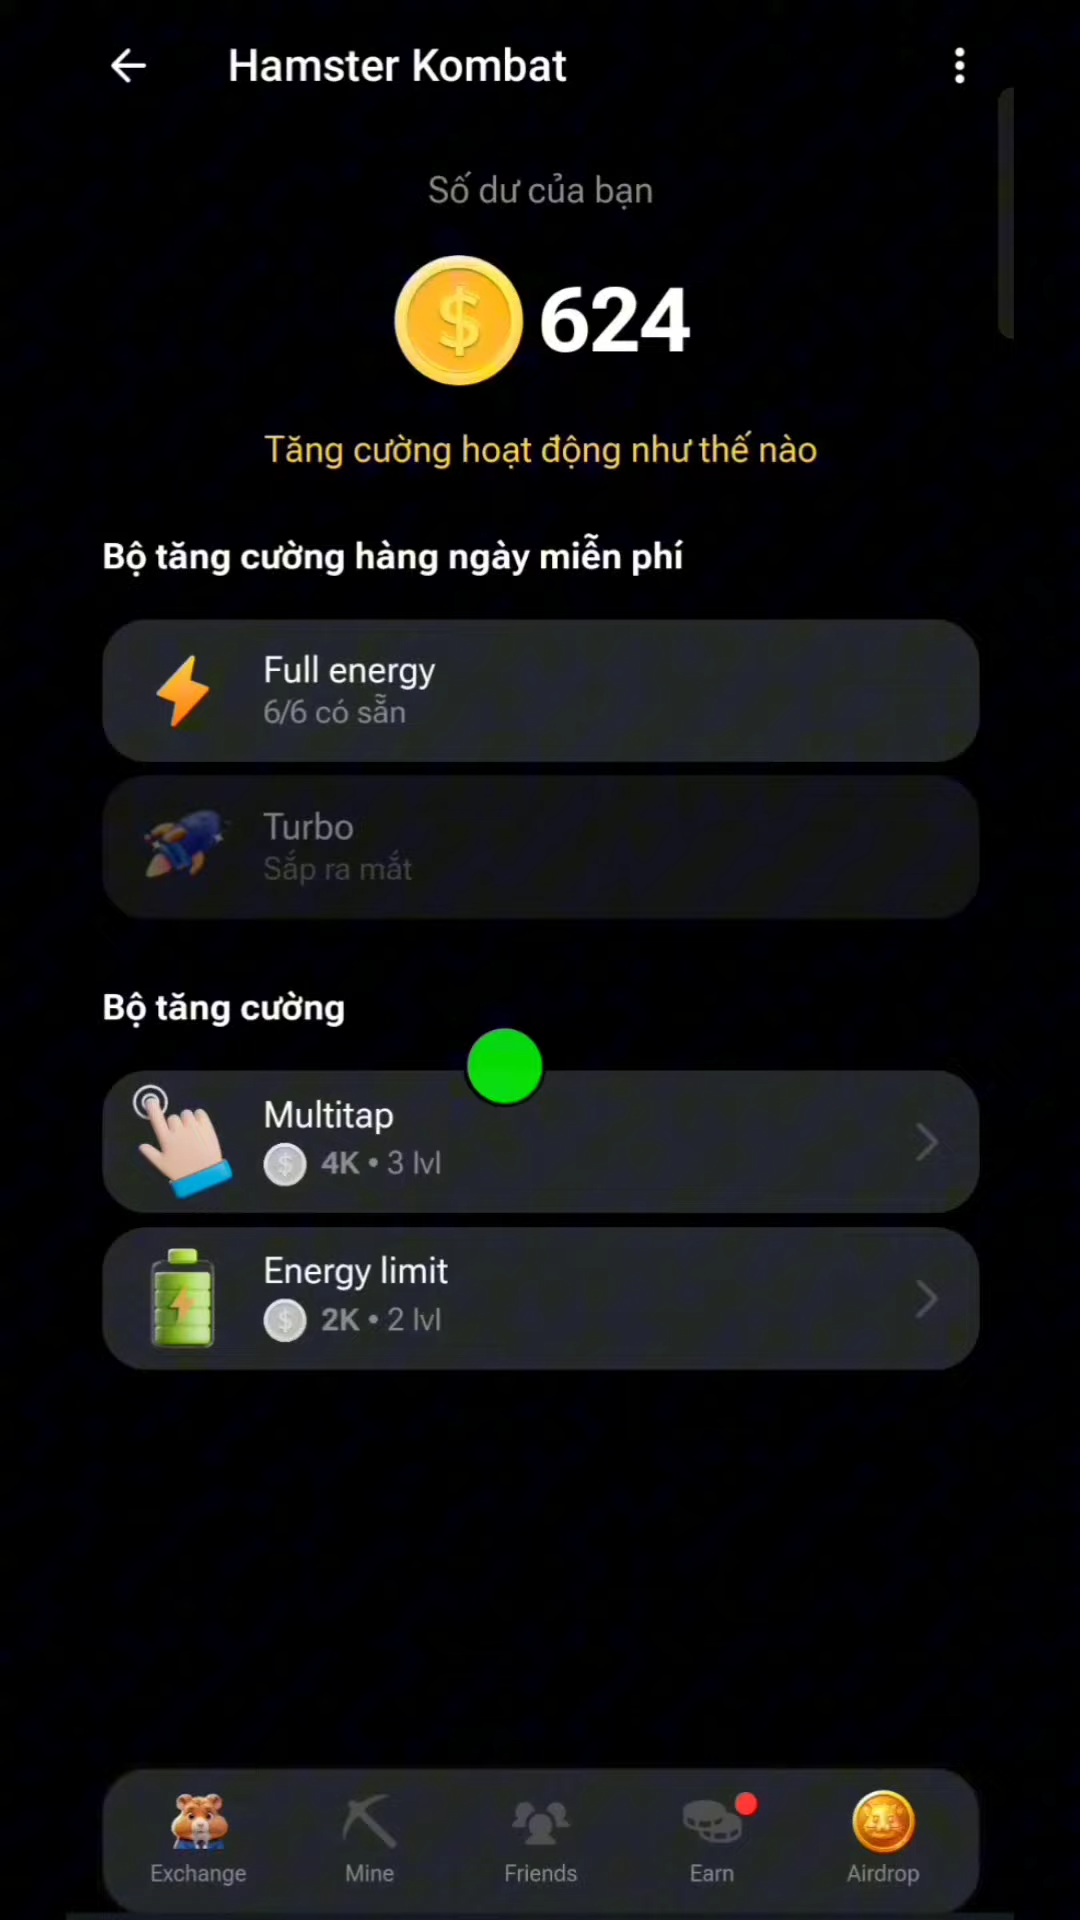 Hamster Kombat
Số dư của bạn
624
Tăng cường hoạt động như thế nào
Bộ tăng cường hàng ngày miễn phí
Full energy
6/6 có sẵn
Turbo
Sắp ra mắt
Bộ tăng cường
Multitap
4K • 3 lvl
Energy limit
2K • 2 lvl
Exchange
Mine
Friends
Earn
Airdrop